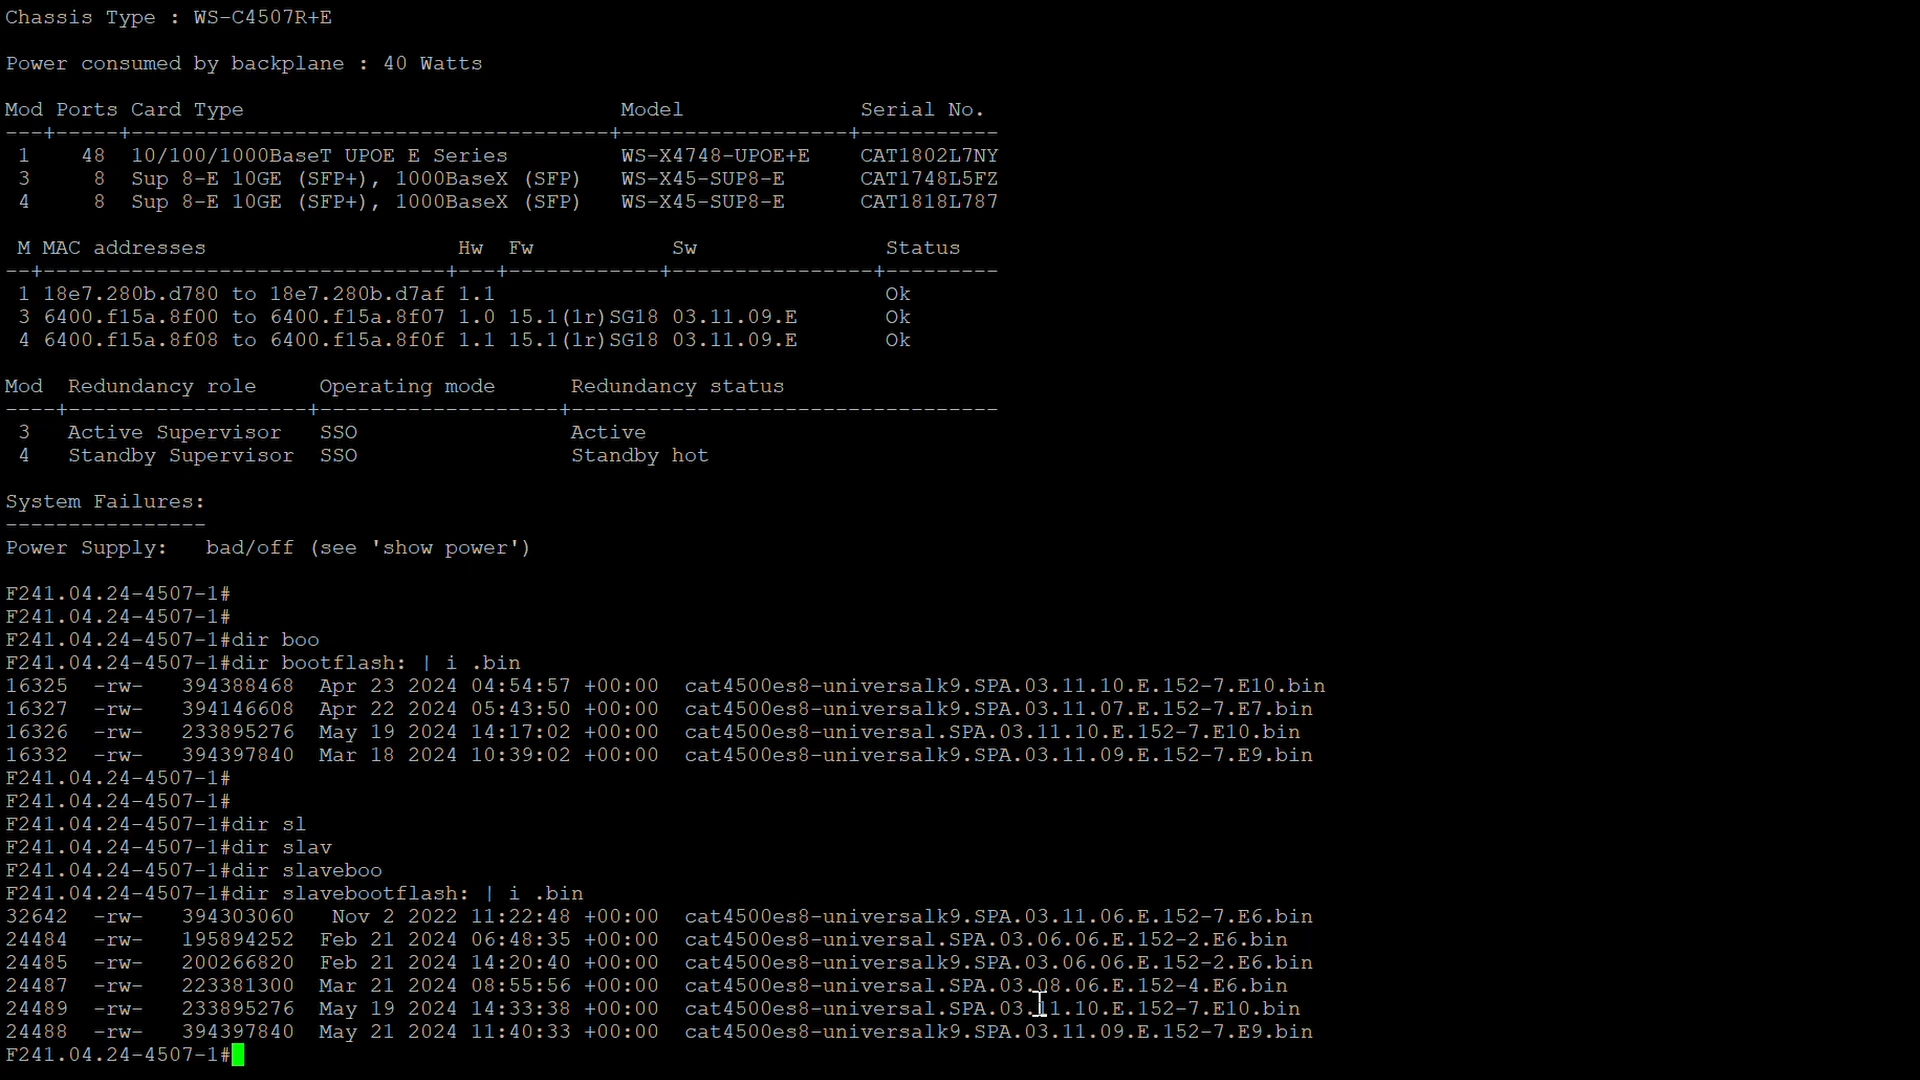 Chassis Type : WS-C4507R+E
Power consumed by backplane : 40 Watts
Mod Ports Card Type                              Model              Serial No.
---+-----+--------------------------------------+------------------+-----------
 1    48  10/100/1000BaseT UPOE E Series         WS-X4748-UPOE+E    CAT1802L7NY
 3     8  Sup 8-E 10GE (SFP+), 1000BaseX (SFP)   WS-X45-SUP8-E      CAT1748L5FZ
 4     8  Sup 8-E 10GE (SFP+), 1000BaseX (SFP)   WS-X45-SUP8-E      CAT1818L787
 M MAC addresses                    Hw  Fw           Sw               Status
--+--------------------------------+---+------------+----------------+---------
 1 18e7.280b.d780 to 18e7.280b.d7af 1.1                               Ok
 3 6400.f15a.8f00 to 6400.f15a.8f07 1.0 15.1(1r)SG18 03.11.09.E       Ok
 4 6400.f15a.8f08 to 6400.f15a.8f0f 1.1 15.1(1r)SG18 03.11.09.E       Ok
Mod  Redundancy role     Operating mode      Redundancy status
----+-------------------+-------------------+----------------------------------
 3   Active Supervisor   SSO                 Active
 4   Standby Supervisor  SSO                 Standby hot
System Failures:
----------------
Power Supply:   bad/off (see 'show power')
F241.04.24-4507-1#
F241.04.24-4507-1#
F241.04.24-4507-1#dir boo
F241.04.24-4507-1#dir bootflash: | i .bin
16325  -rw-   394388468  Apr 23 2024 04:54:57 +00:00  cat4500es8-universalk9.SPA.03.11.10.E.152-7.E10.bin
16327  -rw-   394146608  Apr 22 2024 05:43:50 +00:00  cat4500es8-universalk9.SPA.03.11.07.E.152-7.E7.bin
16326  -rw-   233895276  May 19 2024 14:17:02 +00:00  cat4500es8-universal.SPA.03.11.10.E.152-7.E10.bin
16332  -rw-   394397840  Mar 18 2024 10:39:02 +00:00  cat4500es8-universalk9.SPA.03.11.09.E.152-7.E9.bin
F241.04.24-4507-1#
F241.04.24-4507-1#
F241.04.24-4507-1#dir sl
F241.04.24-4507-1#dir slav
F241.04.24-4507-1#dir slaveboo
F241.04.24-4507-1#dir slavebootflash: | i .bin
32642  -rw-   394303060   Nov 2 2022 11:22:48 +00:00  cat4500es8-universalk9.SPA.03.11.06.E.152-7.E6.bin
24484  -rw-   195894252  Feb 21 2024 06:48:35 +00:00  cat4500es8-universal.SPA.03.06.06.E.152-2.E6.bin
24485  -rw-   200266820  Feb 21 2024 14:20:40 +00:00  cat4500es8-universalk9.SPA.03.06.06.E.152-2.E6.bin
24487  -rw-   223381300  Mar 21 2024 08:55:56 +00:00  cat4500es8-universal.SPA.03.08.06.E.152-4.E6.bin
24489  -rw-   233895276  May 19 2024 14:33:38 +00:00  cat4500es8-universal.SPA.03.11.10.E.152-7.E10.bin
24488  -rw-   394397840  May 21 2024 11:40:33 +00:00  cat4500es8-universalk9.SPA.03.11.09.E.152-7.E9.bin
F241.04.24-4507-1#